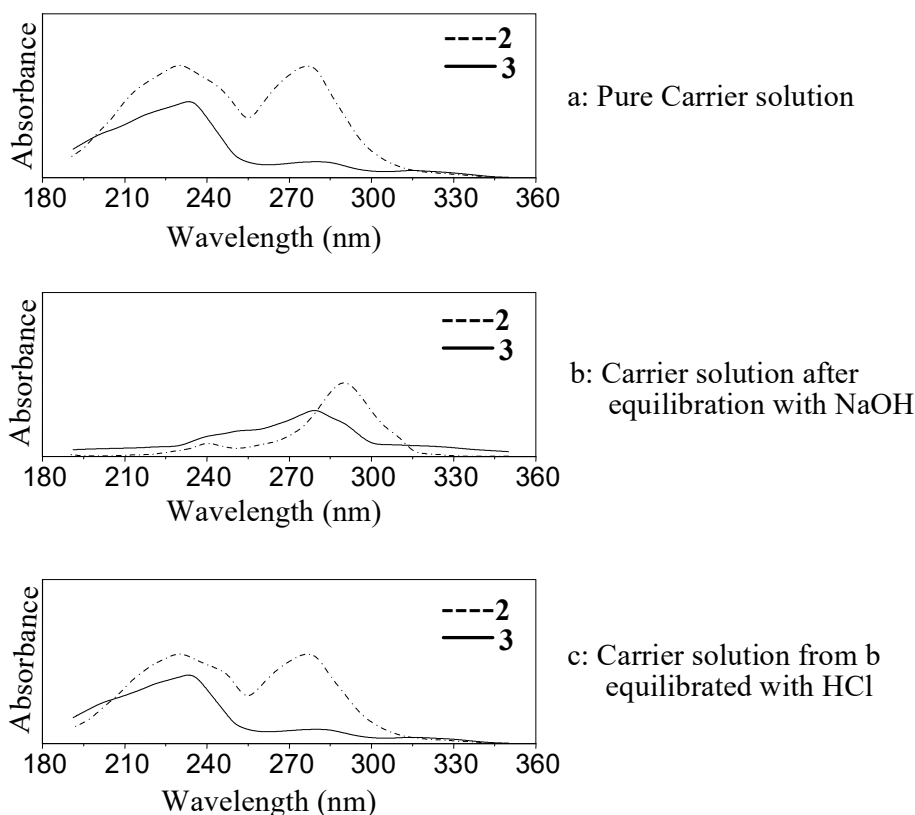 Absorbance
2
3
a: Pure Carrier solution
180 210 240 270 300 330 360
Wavelength (nm)
Absorbance
2
3
b: Carrier solution after
equilibration with NaOH
180 210 240 270 300 330 360
Wavelength (nm)
Absorbance
2
3
c: Carrier solution from b
equilibrated with HCl
180 210 240 270 300 330 360
Wavelength (nm)